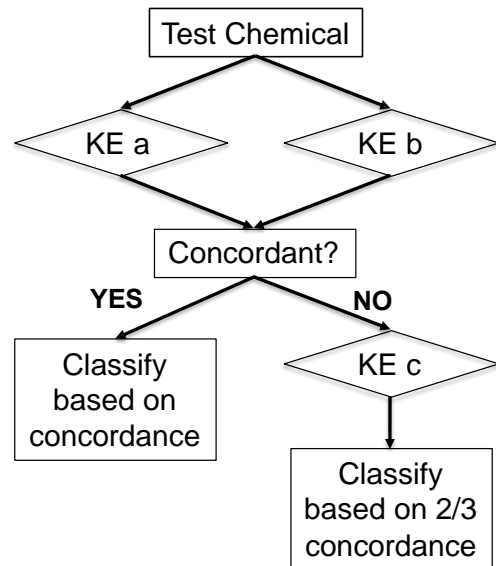 Test Chemical
KE a
KE b
Concordant?
YES
NO
Classify
based on
concordance
KE c
Classify
based on 2/3
concordance